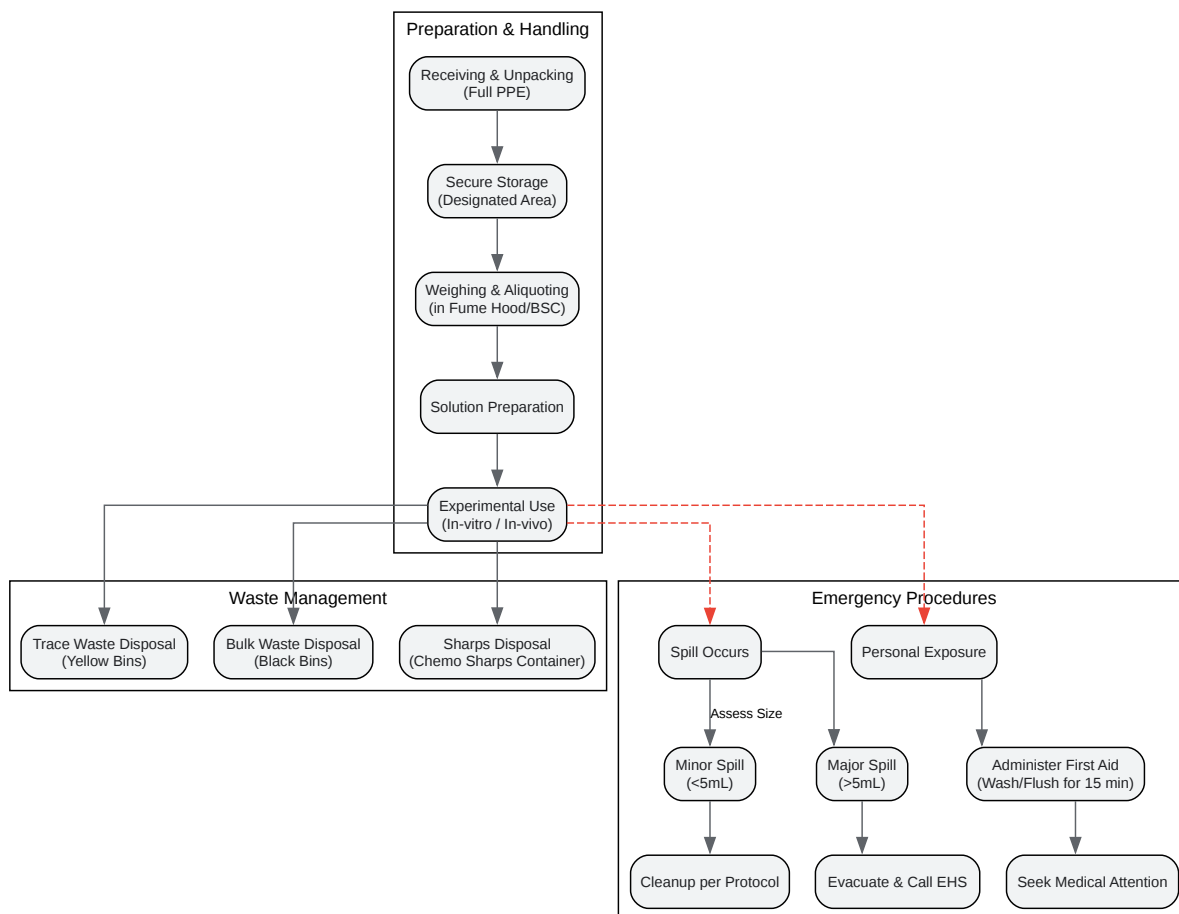 Preparation & Handling
Receiving & Unpacking
(Full PPE)
Secure Storage
(Designated Area)
Weighing & Aliquoting
(in Fume Hood/BSC)
Solution Preparation
Experimental Use
(In-vitro / In-vivo)
Waste Management
Trace Waste Disposal
(Yellow Bins)
Bulk Waste Disposal
(Black Bins)
Sharps Disposal
(Chemo Sharps Container)
Emergency Procedures
Spill Occurs
Personal Exposure
Assess Size
Minor Spill
(<5mL)
Major Spill
(>5mL)
Administer First Aid
(Wash/Flush for 15 min)
Cleanup per Protocol
Evacuate & Call EHS
Seek Medical Attention